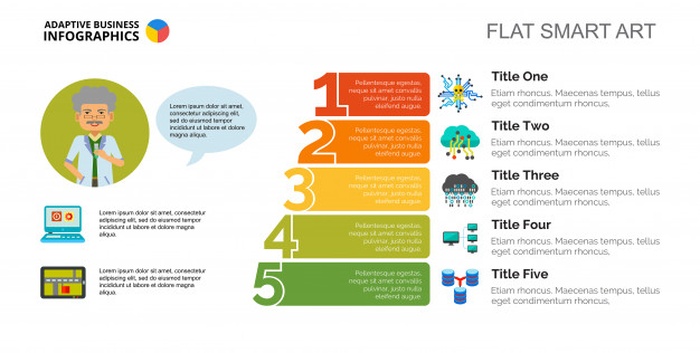 ADAPTIVE BUSINESS
INFOGRAPHICS
FLAT SMART ART
Lorem ipsum dolor sit
amet, consectetur
adipiscing elit, sed do
eiusmod tempor
incididunt ut labore et
dolore magna aliqua.
Lorem ipsum dolor sit amet, consectetur
adipiscing elit, sed do eiusmod tempor
incididunt ut labore et dolore magna
aliqua.
Lorem ipsum dolor sit amet, consectetur
adipiscing elit, sed do eiusmod tempor
incididunt ut labore et dolore magna
aliqua.
1
Pellentesque egestas,
neque sit amet convallis
pulvinar, justo nulla
eleifend augue.
2
Pellentesque egestas,
neque sit amet convallis
pulvinar, justo nulla
eleifend augue.
3
Pellentesque egestas,
neque sit amet convallis
pulvinar, justo nulla
eleifend augue.
4
Pellentesque egestas,
neque sit amet convallis
pulvinar, justo nulla
eleifend augue.
5
Pellentesque egestas,
neque sit amet convallis
pulvinar, justo nulla
eleifend augue.
Title One
Etiam rhoncus. Maecenas tempus, tellus
eget condimentum rhoncus,
Title Two
Etiam rhoncus. Maecenas tempus, tellus
eget condimentum rhoncus,
Title Three
Etiam rhoncus. Maecenas tempus, tellus
eget condimentum rhoncus,
Title Four
Etiam rhoncus. Maecenas tempus, tellus
eget condimentum rhoncus,
Title Five
Etiam rhoncus. Maecenas tempus, tellus
eget condimentum rhoncus,